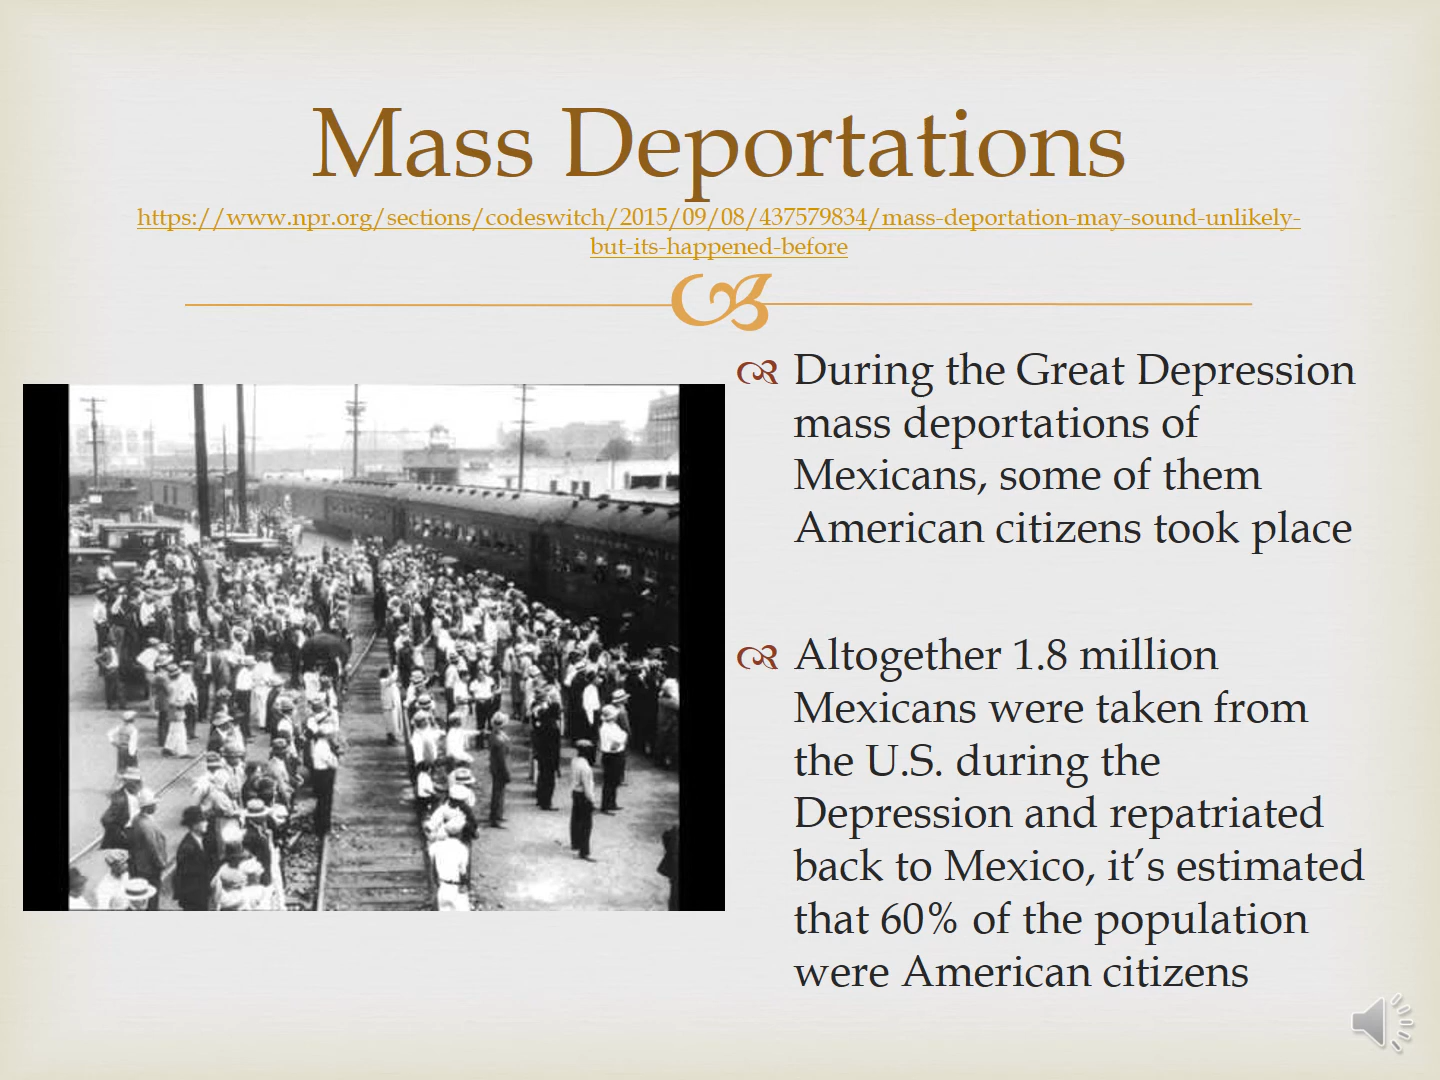 Mass Deportations
https://www.npr.org/sections/codeswitch/2015/09/08/437579834/mass-deportation-may-sound-unlikely-
but-its-happened-before
During the Great Depression
mass deportations of
Mexicans, some of them
American citizens took place
Altogether 1.8 million
Mexicans were taken from
the U.S. during the
Depression and repatriated
back to Mexico, it’s estimated
that 60% of the population
were American citizens